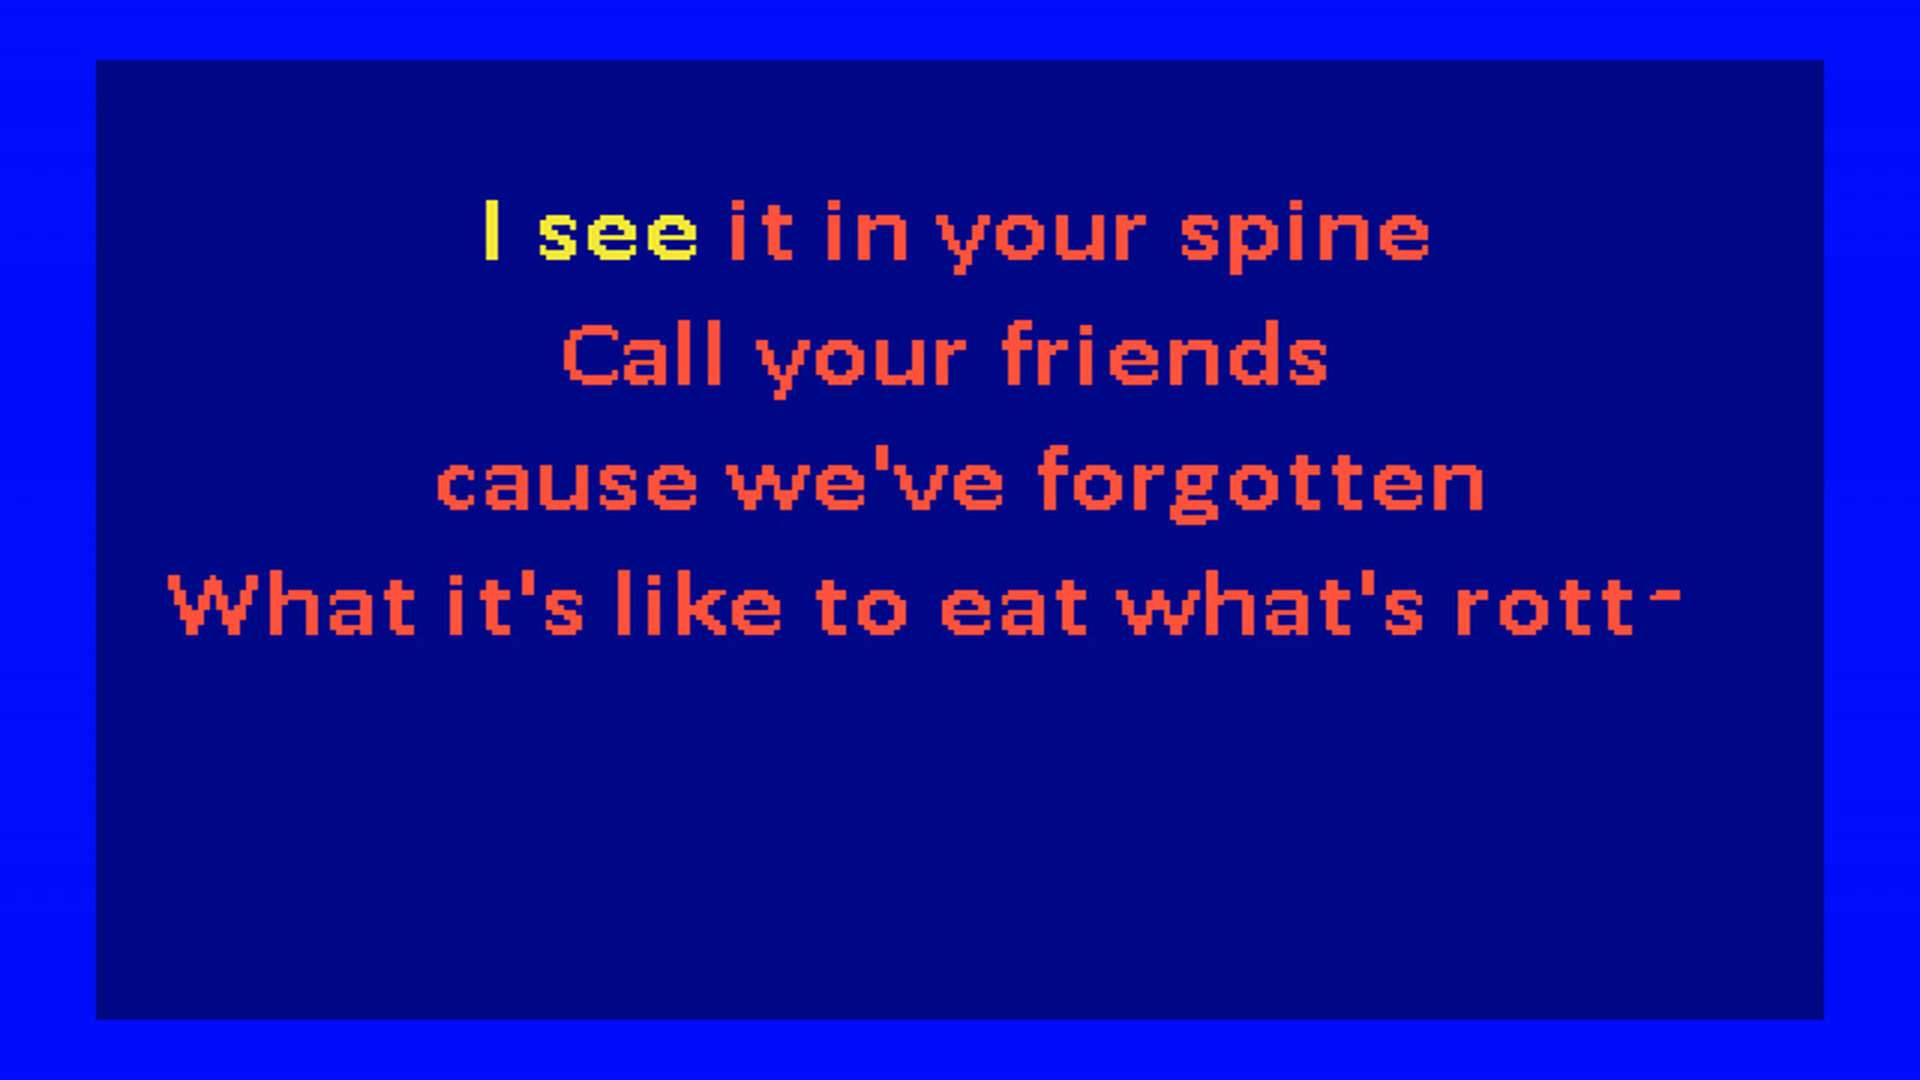 I see it in your spine
Call your friends
cause we've forgotten
What it's like to eat what's rott-